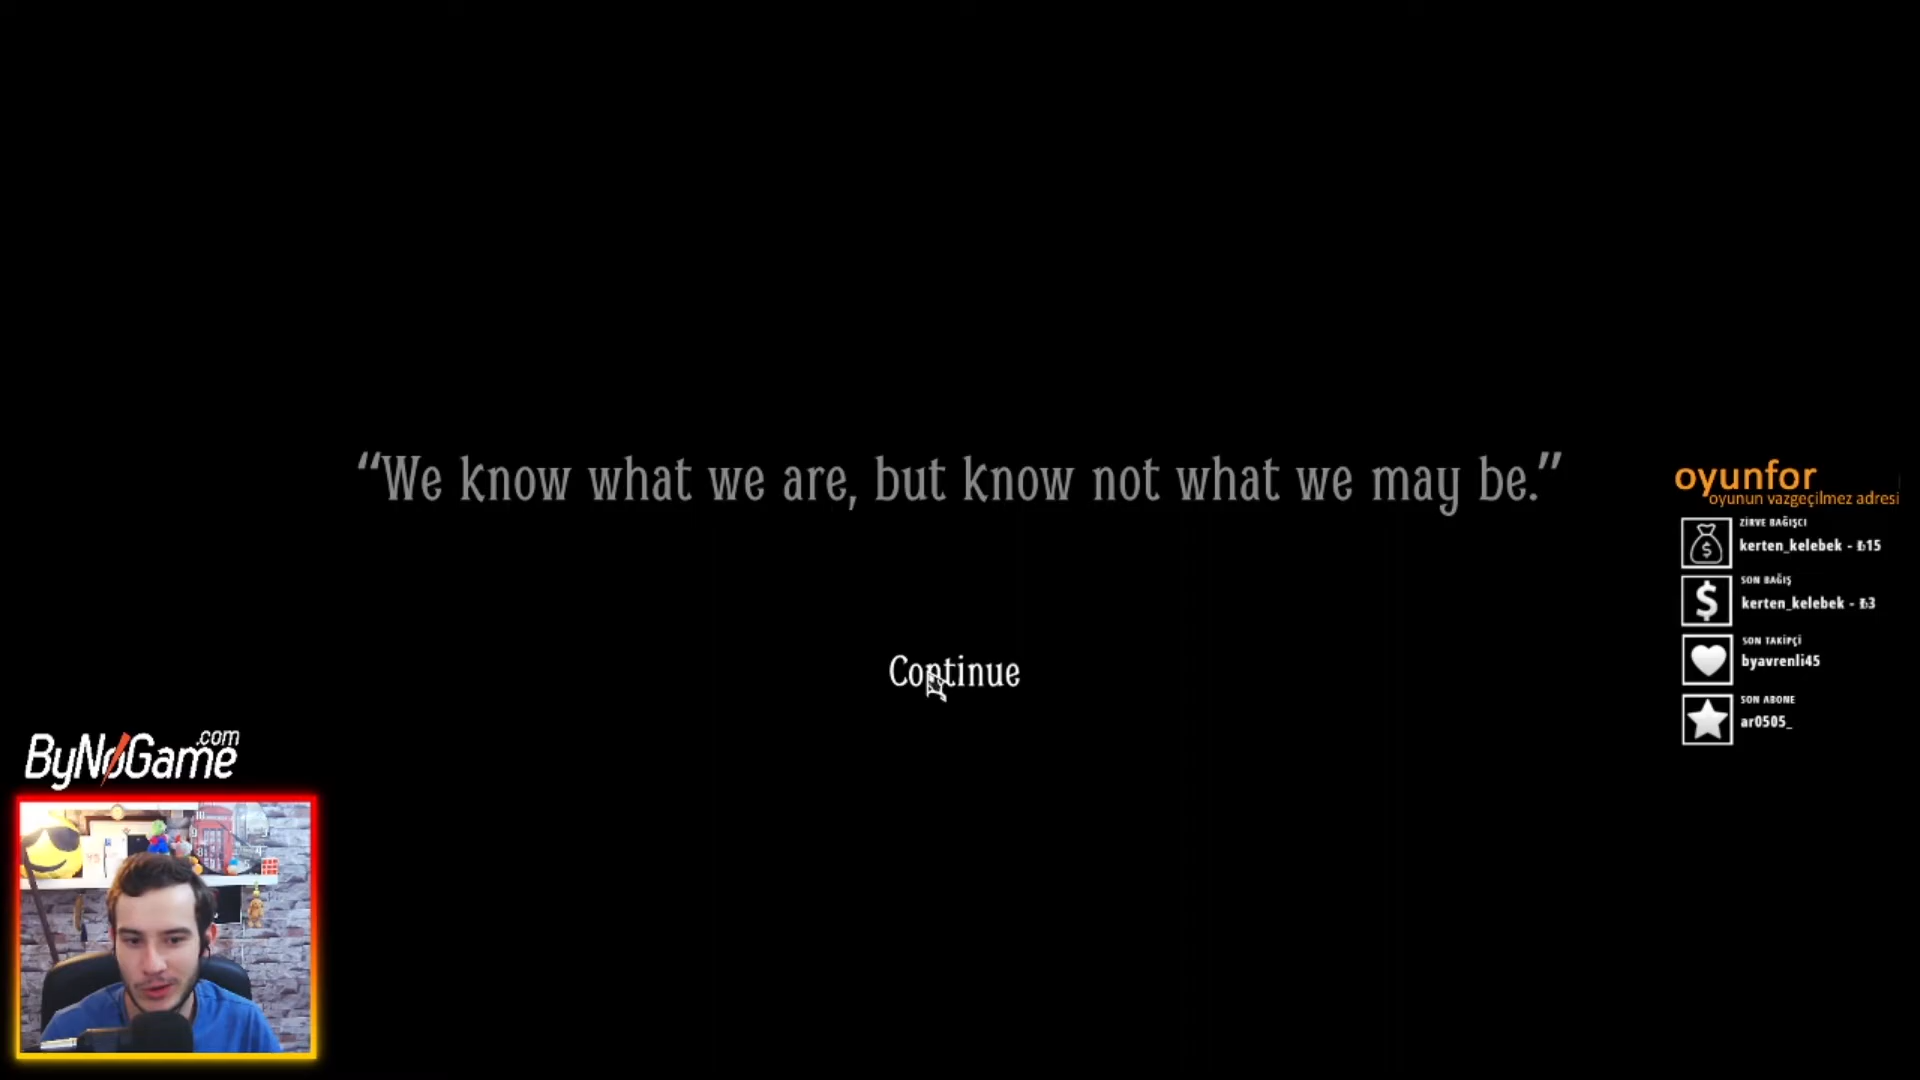 “We know what we are, but know not what we may be.”
Continue
oyunfor
oyunun vazgeçilmez adresi
ZİRVE BAĞIŞCI
kerten_kelebek - ₺15
SON BAĞIŞ
kerten_kelebek - ₺3
SON TAKİPÇİ
byavrenli45
SON ABONE
ar0505_
ByNoGame.com